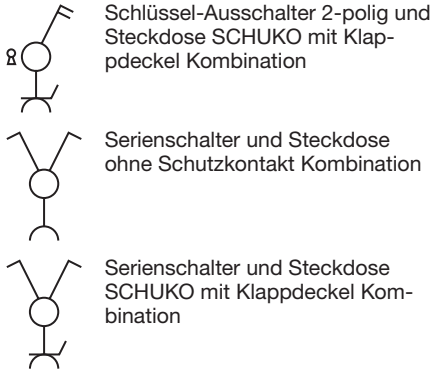 Schlüssel-Ausschalter 2-polig und
Steckdose SCHUKO mit Klap-
pdeckel Kombination
Serienschalter und Steckdose
ohne Schutzkontakt Kombination
Serienschalter und Steckdose
SCHUKO mit Klappdeckel Kom-
bination